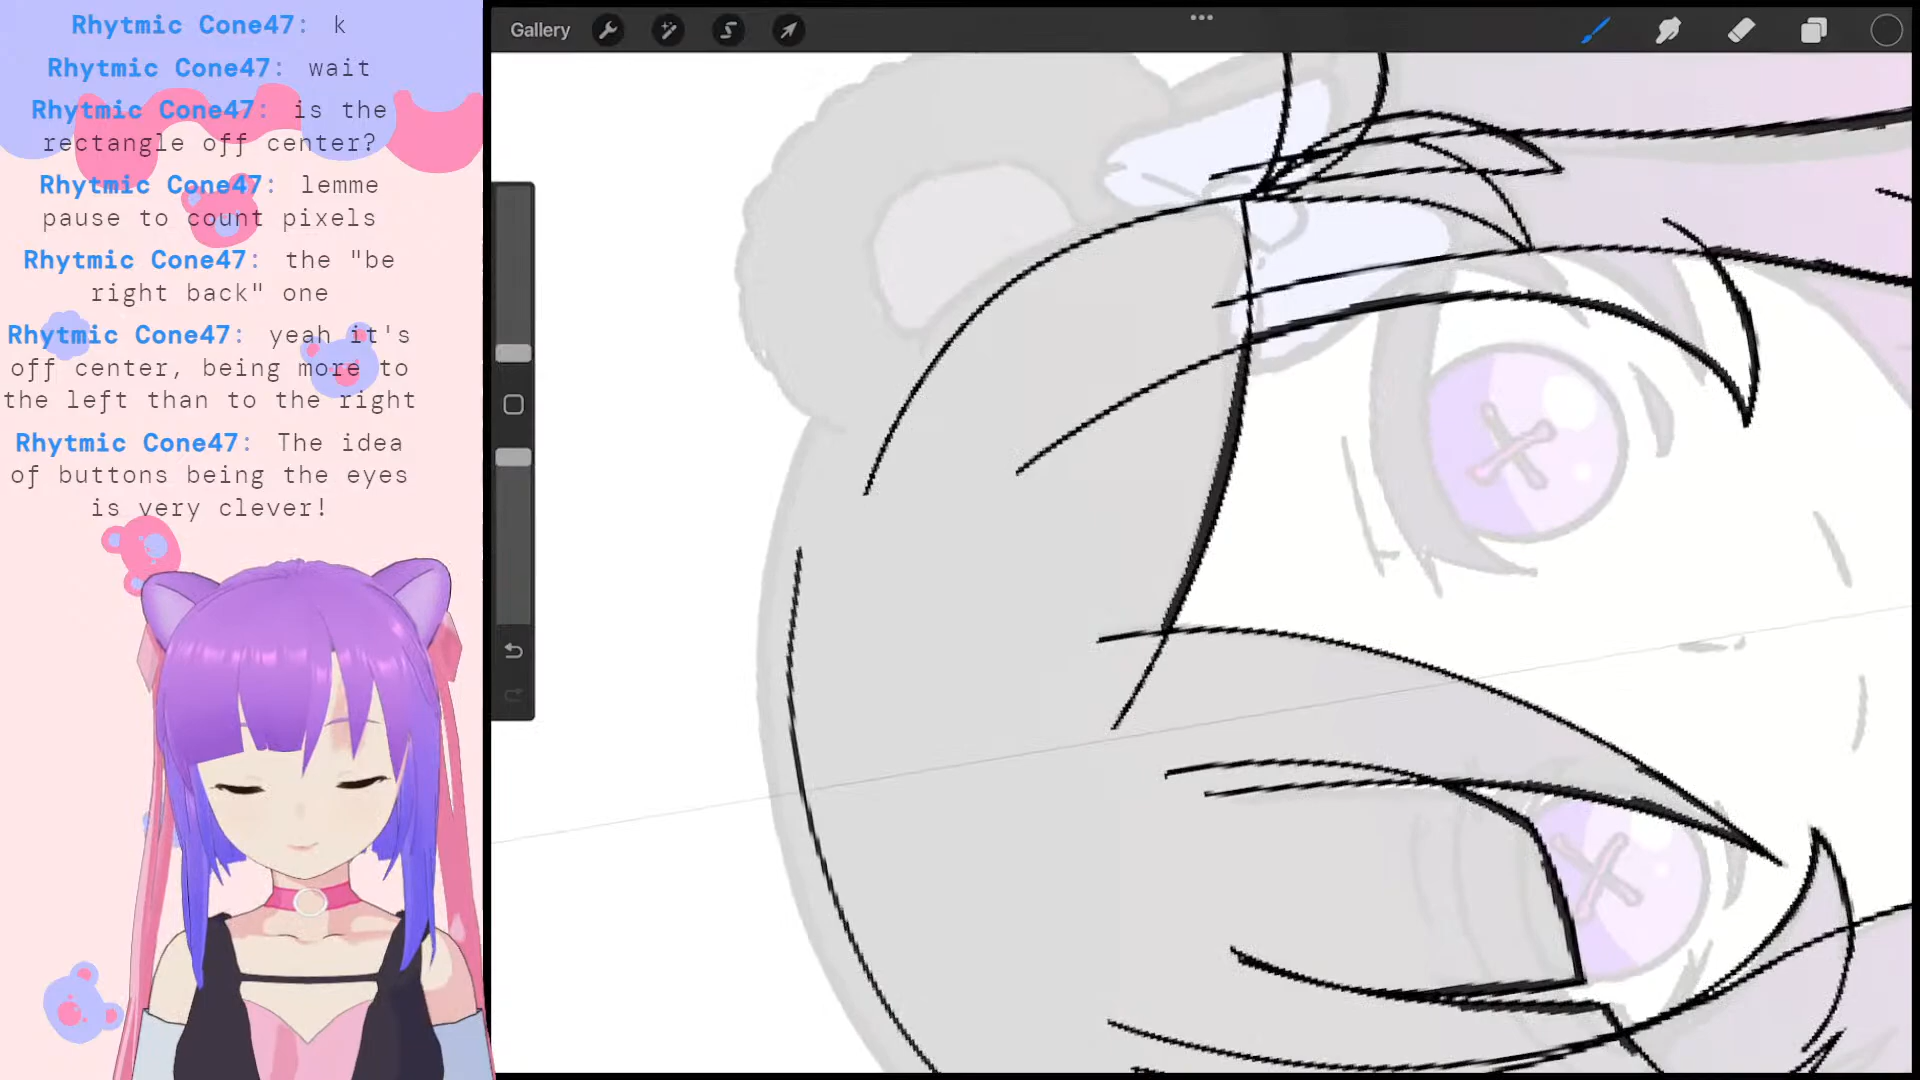 Rhytmic Cone47: k
Rhytmic Cone47: wait
Rhytmic Cone47: is the
rectangle off center?
Rhytmic Cone47: lemme
pause to count pixels
Rhytmic Cone47: the "be
right back" one
Rhytmic Cone47: yeah it's
off center, being more to
the left than to the right
Rhytmic Cone47: The idea
of buttons being the eyes
is very clever!
Gallery